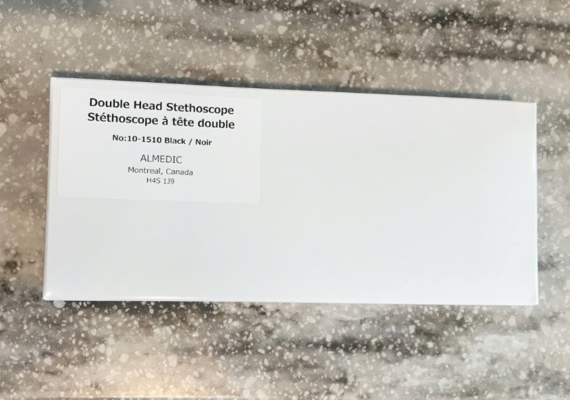 Double Head Stethoscope
Stéthoscope à tête double
No:10-1510 Black / Noir
ALMEDIC
Montreal, Canada
H4S 1J9